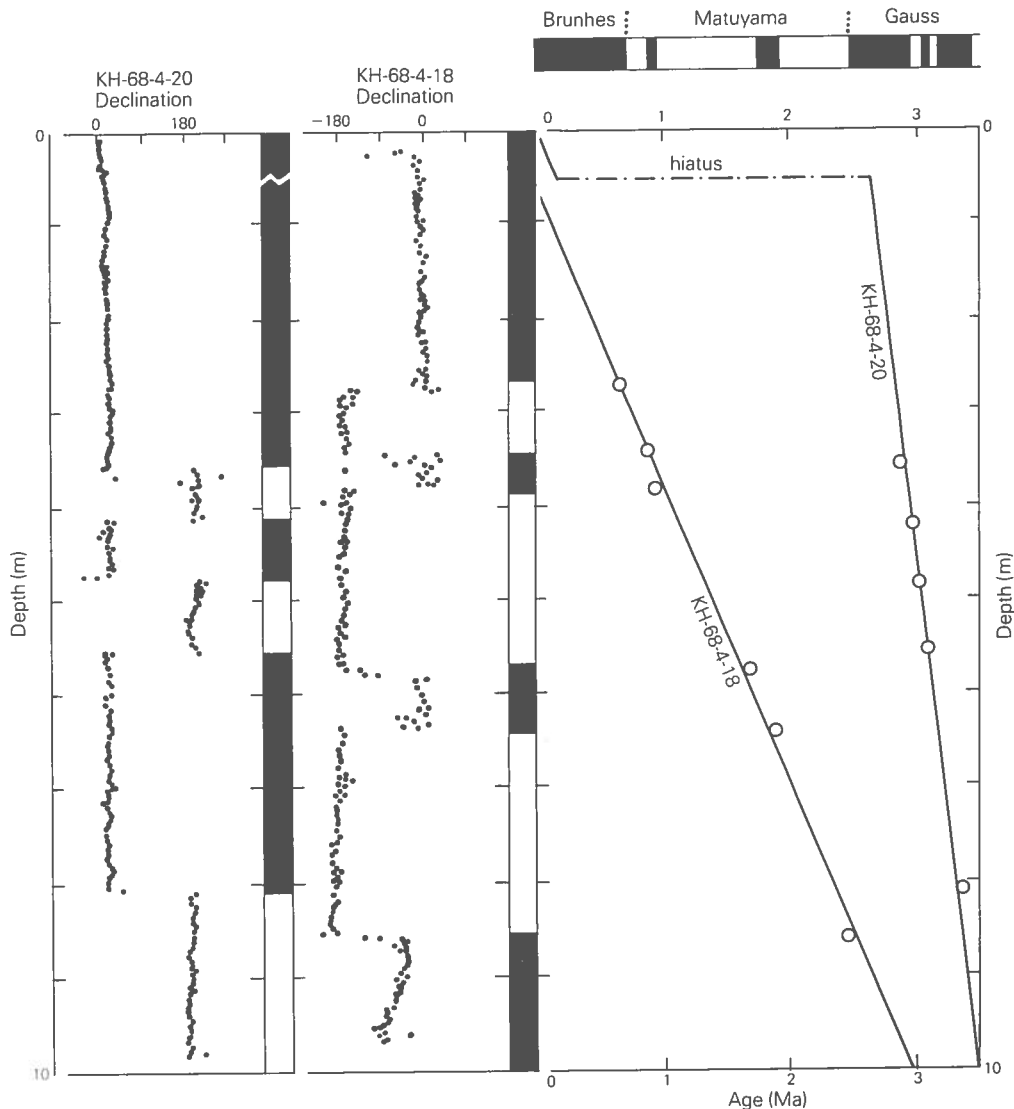 Brunhes Matuyama Gauss
KH-68-4-20
Declination
0 180
KH-68-4-18
Declination
−180 0
0 1 2 3
0
0
hiatus
KH-68-4-20
KH-68-4-18
Depth (m)
Depth (m)
10
10
0 1 2 3
Age (Ma)